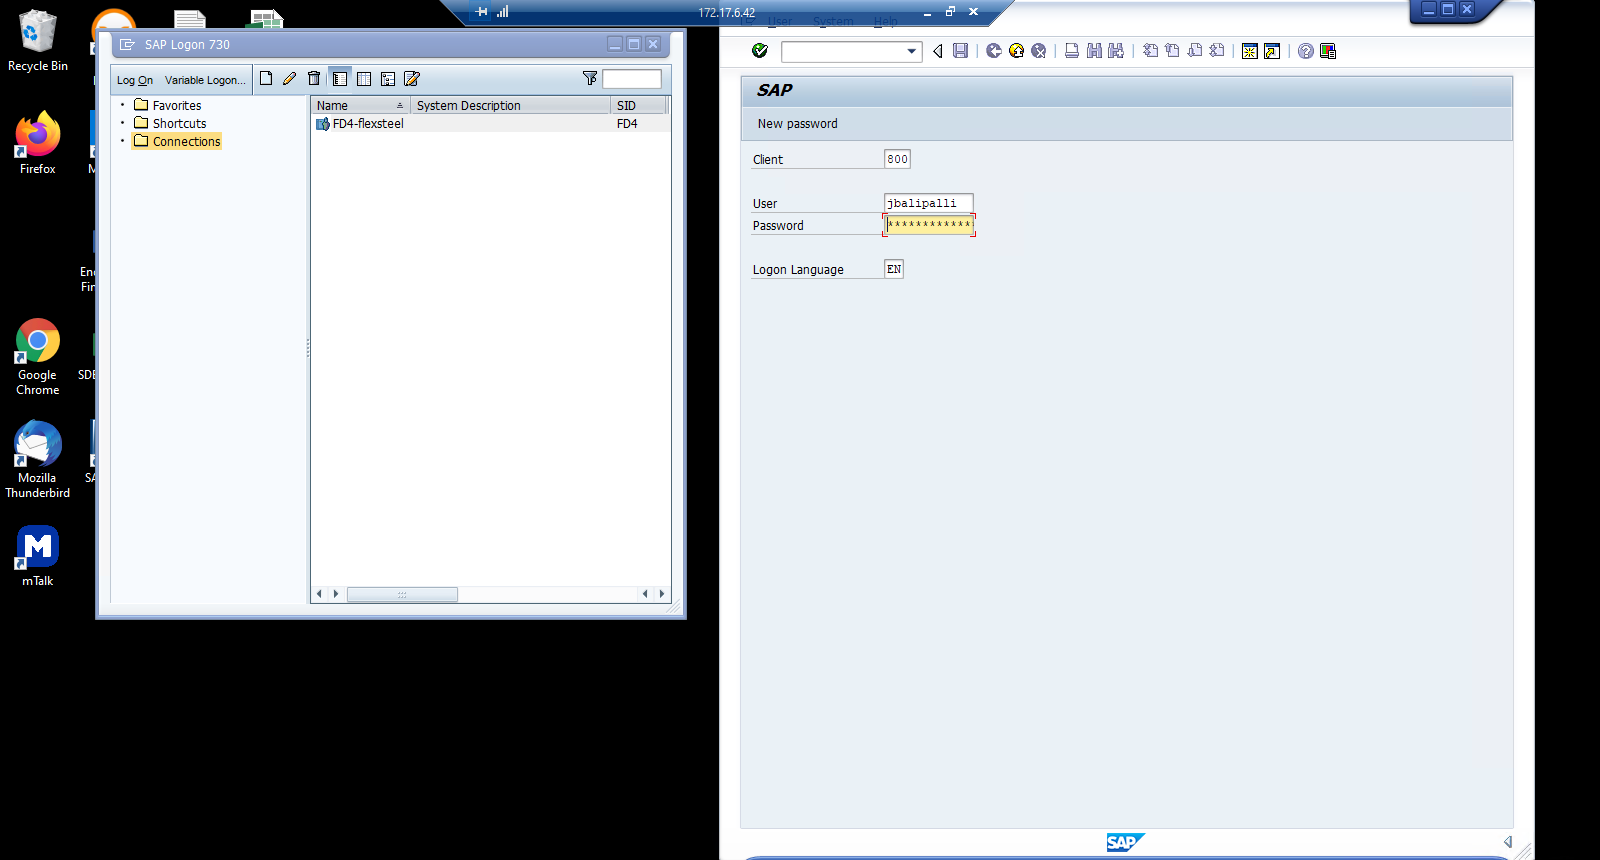 172.17.6.42
User System Help
Recycle Bin
Firefox
Google
Chrome
Mozilla
Thunderbird
mTalk
SAP Logon 730
Log On Variable Logon...
Favorites
Shortcuts
Connections
Name System Description SID
FD4-flexsteel FD4
SAP
New password
Client 800
User jbalipalli
Password ************
Logon Language EN
SAP